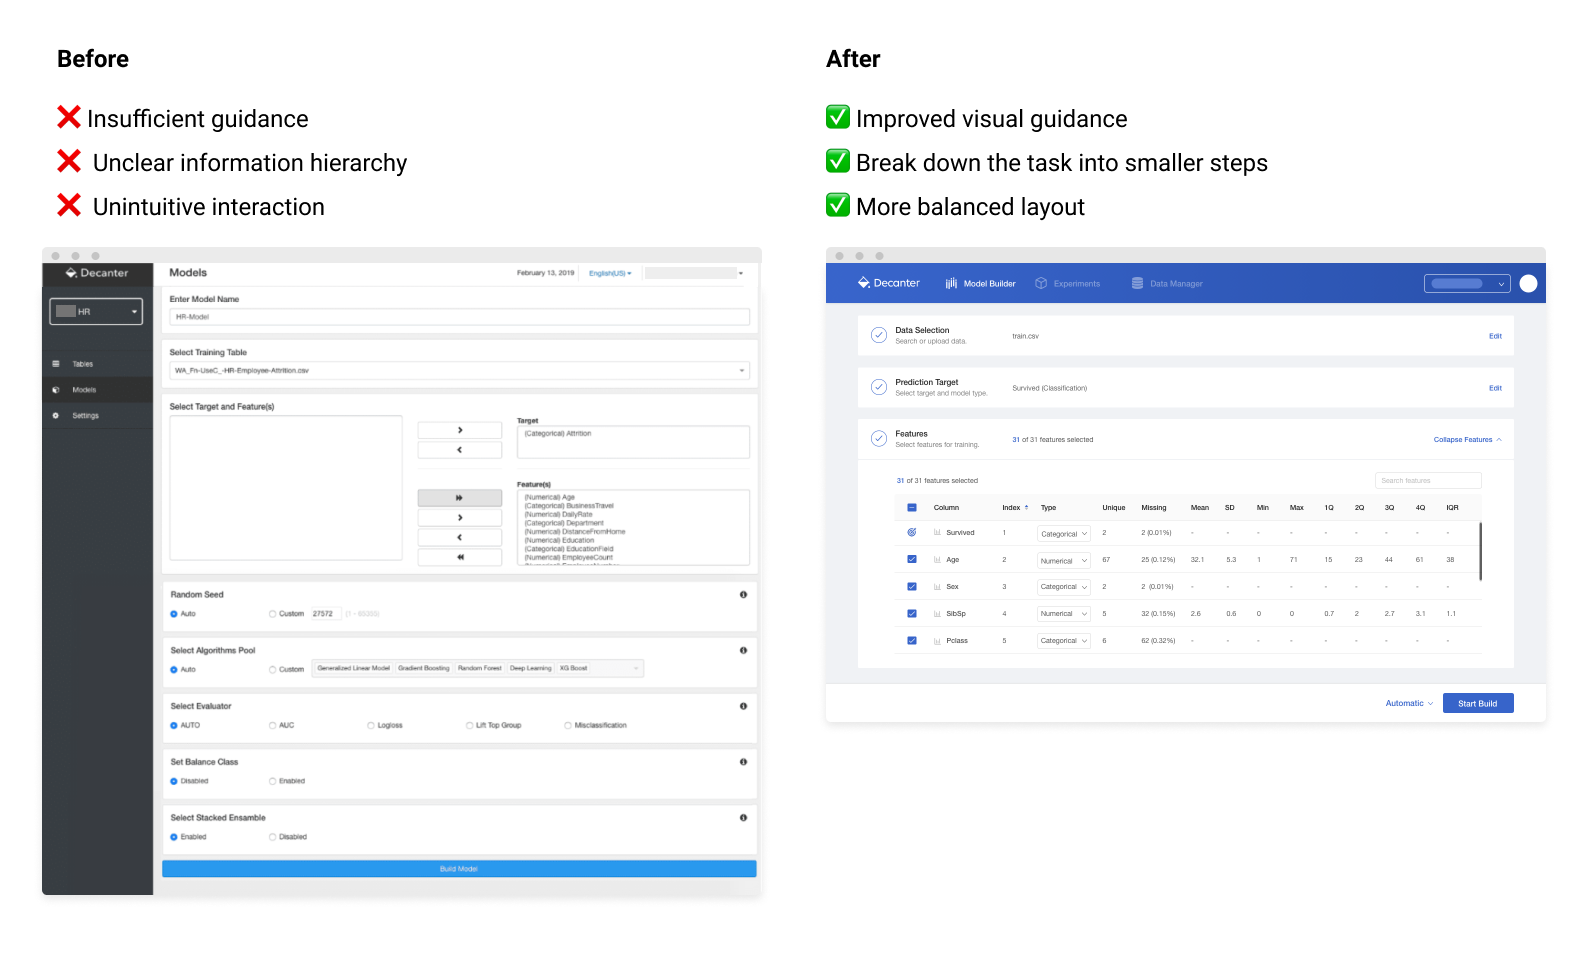 Before
❌ Insufficient guidance
❌ Unclear information hierarchy
❌ Unintuitive interaction
Decanter
Models
February 13, 2019
English(US)
HR
Tables
Models
Settings
Enter Model Name
HR-Model
Select Training Table
WA_Fn-UseC_-HR-Employee-Attrition.csv
Select Target and Feature(s)
Target
(Categorical) Attrition
Feature(s)
(Numerical) Age
(Categorical) BusinessTravel
(Numerical) DailyRate
(Categorical) Department
(Numerical) DistanceFromHome
(Numerical) Education
(Categorical) EducationField
(Numerical) EmployeeCount
(Numerical) EmployeeNumber
Random Seed
Auto Custom 27572
Select Algorithms Pool
Auto Custom Generalized Linear Model Gradient Boosting Random Forest Deep Learning XG Boost
Select Evaluator
AUTO AUC Logloss Lift Top Group Misclassification
Set Balance Class
Disabled Enabled
Select Stacked Ensamble
Enabled Disabled
Build Model
After
✅ Improved visual guidance
✅ Break down the task into smaller steps
✅ More balanced layout
Decanter Model Builder Experiments Data Manager
Data Selection
Search or upload data.
train.csv
Edit
Prediction Target
Select target and model type.
Survived (Classification)
Edit
Features
Select features for training.
31 of 31 features selected
Collapse Features
31 of 31 features selected
Search features
Column Index Type Unique Missing Mean SD Min Max 1Q 2Q 3Q 4Q IQR
Survived 1 Categorical 2 2 (0.01%) - - - - - - - - -
Age 2 Numerical 67 25 (0.12%) 32.1 5.3 1 71 15 23 44 61 38
Sex 3 Categorical 2 2 (0.01%) - - - - - - - - -
SibSp 4 Numerical 5 32 (0.15%) 2.6 0.6 0 0 0.7 2 2.7 3.1 1.1
Pclass 5 Categorical 6 62 (0.32%) - - - - - - - - -
Automatic
Start Build